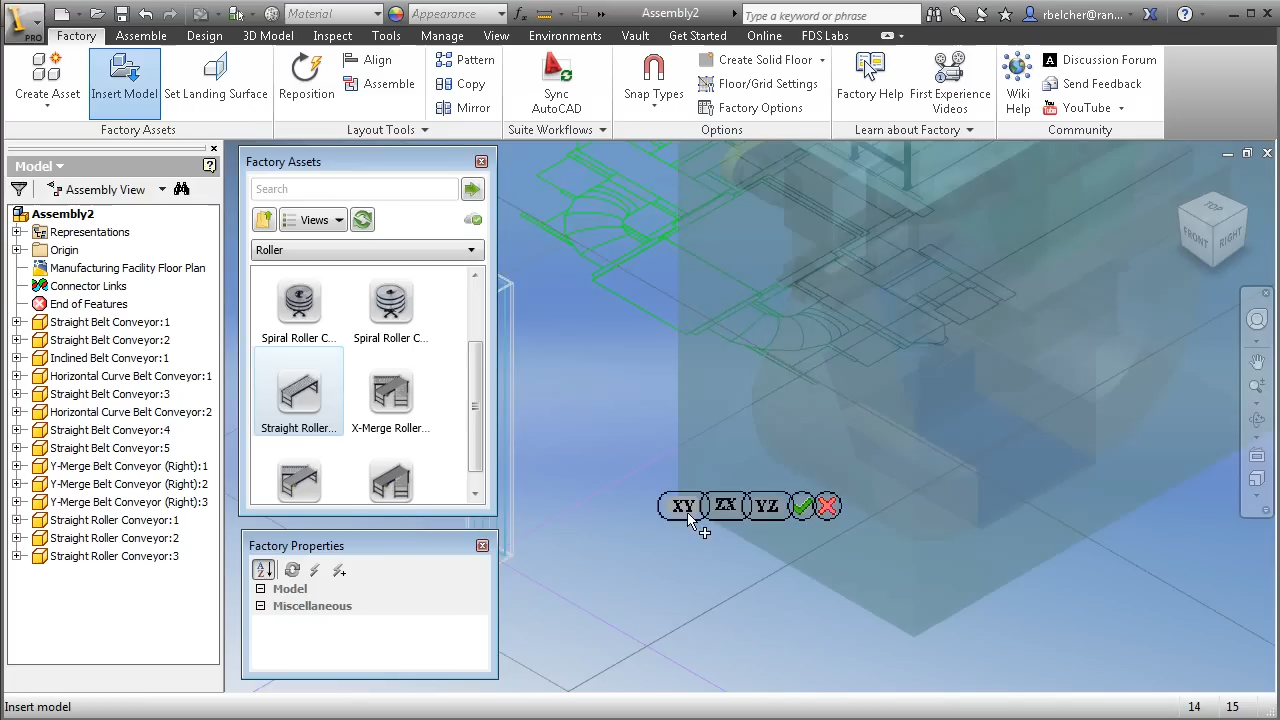 PRO
Material
Appearance
Assembly2
Type a keyword or phrase
rbelcher@ran...
Factory Assemble Design 3D Model Inspect Tools Manage View Environments Vault Get Started Online FDS Labs
Create Asset
Insert Model
Set Landing Surface
Factory Assets
Reposition
Align
Assemble
Pattern
Copy
Mirror
Layout Tools
Sync
AutoCAD
Suite Workflows
Snap Types
Create Solid Floor
Floor/Grid Settings
Factory Options
Options
Factory Help
First Experience
Videos
Learn about Factory
Wiki
Help
Discussion Forum
Send Feedback
YouTube
Community
Model
Assembly View
Assembly2
Representations
Origin
Manufacturing Facility Floor Plan
Connector Links
End of Features
Straight Belt Conveyor:1
Straight Belt Conveyor:2
Inclined Belt Conveyor:1
Horizontal Curve Belt Conveyor:1
Straight Belt Conveyor:3
Horizontal Curve Belt Conveyor:2
Straight Belt Conveyor:4
Straight Belt Conveyor:5
Y-Merge Belt Conveyor (Right):1
Y-Merge Belt Conveyor (Right):2
Y-Merge Belt Conveyor (Right):3
Straight Roller Conveyor:1
Straight Roller Conveyor:2
Straight Roller Conveyor:3
Factory Assets
Search
Views
Roller
Spiral Roller C...
Spiral Roller C...
Straight Roller...
X-Merge Roller...
Factory Properties
Model
Miscellaneous
XY ZX YZ
TOP
FRONT
RIGHT
Insert model
14 15